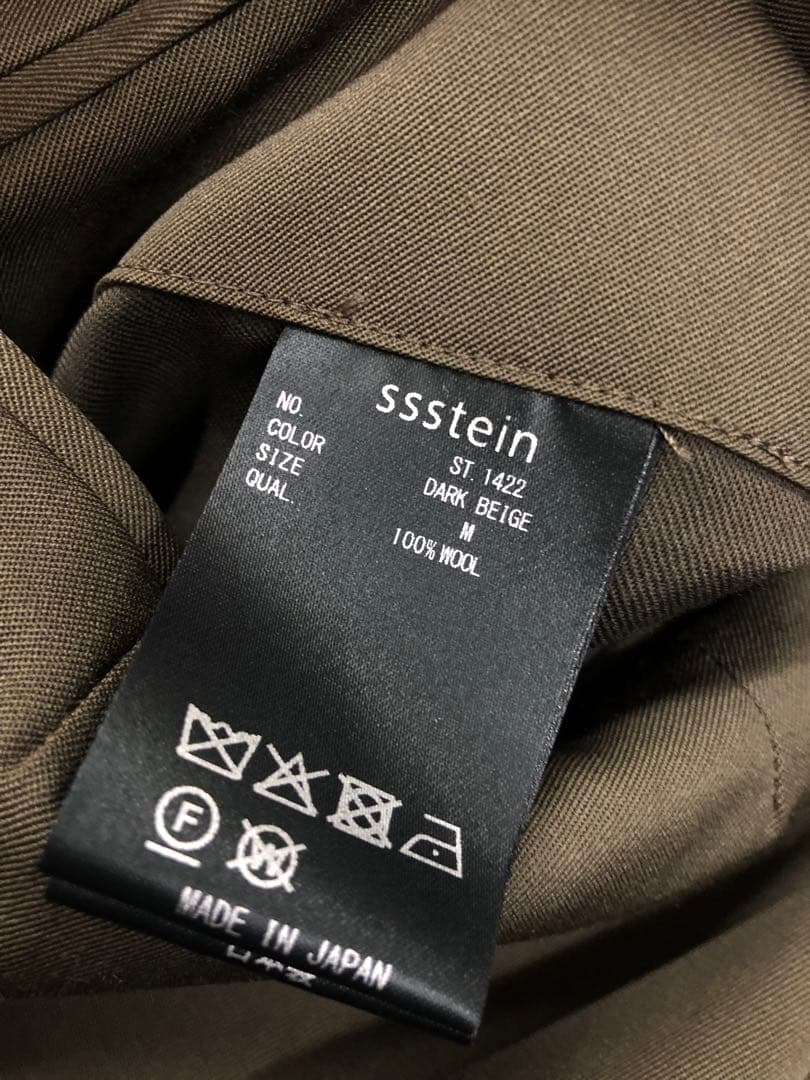 ssstein
NO. ST.1422
COLOR DARK BEIGE
SIZE M
QUAL. 100% WOOL
F W
MADE IN JAPAN